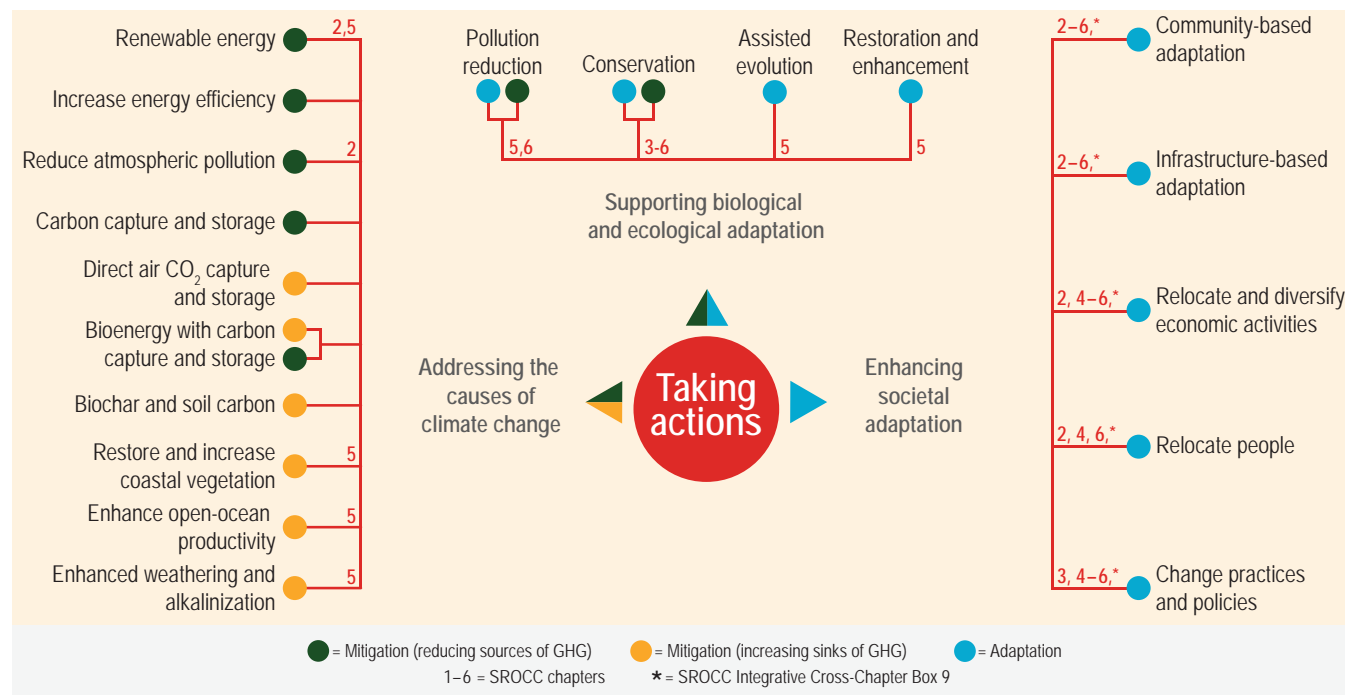 Renewable energy
2,5
Increase energy efficiency
Reduce atmospheric pollution
2
Carbon capture and storage
Direct air CO₂ capture
and storage
Bioenergy with carbon
capture and storage
Biochar and soil carbon
Restore and increase
coastal vegetation
5
Enhance open-ocean
productivity
5
Enhanced weathering and
alkalinization
5
Pollution
reduction
5,6
Conservation
3-6
Assisted
evolution
5
Restoration and
enhancement
5
Supporting biological
and ecological adaptation
Addressing the
causes of
climate change
Taking
actions
Enhancing
societal
adaptation
2–6,*
Community-based
adaptation
2–6,*
Infrastructure-based
adaptation
2, 4–6,*
Relocate and diversify
economic activities
2, 4, 6,*
Relocate people
3, 4–6,*
Change practices
and policies
= Mitigation (reducing sources of GHG)
= Mitigation (increasing sinks of GHG)
= Adaptation
1–6 = SROCC chapters
* = SROCC Integrative Cross-Chapter Box 9